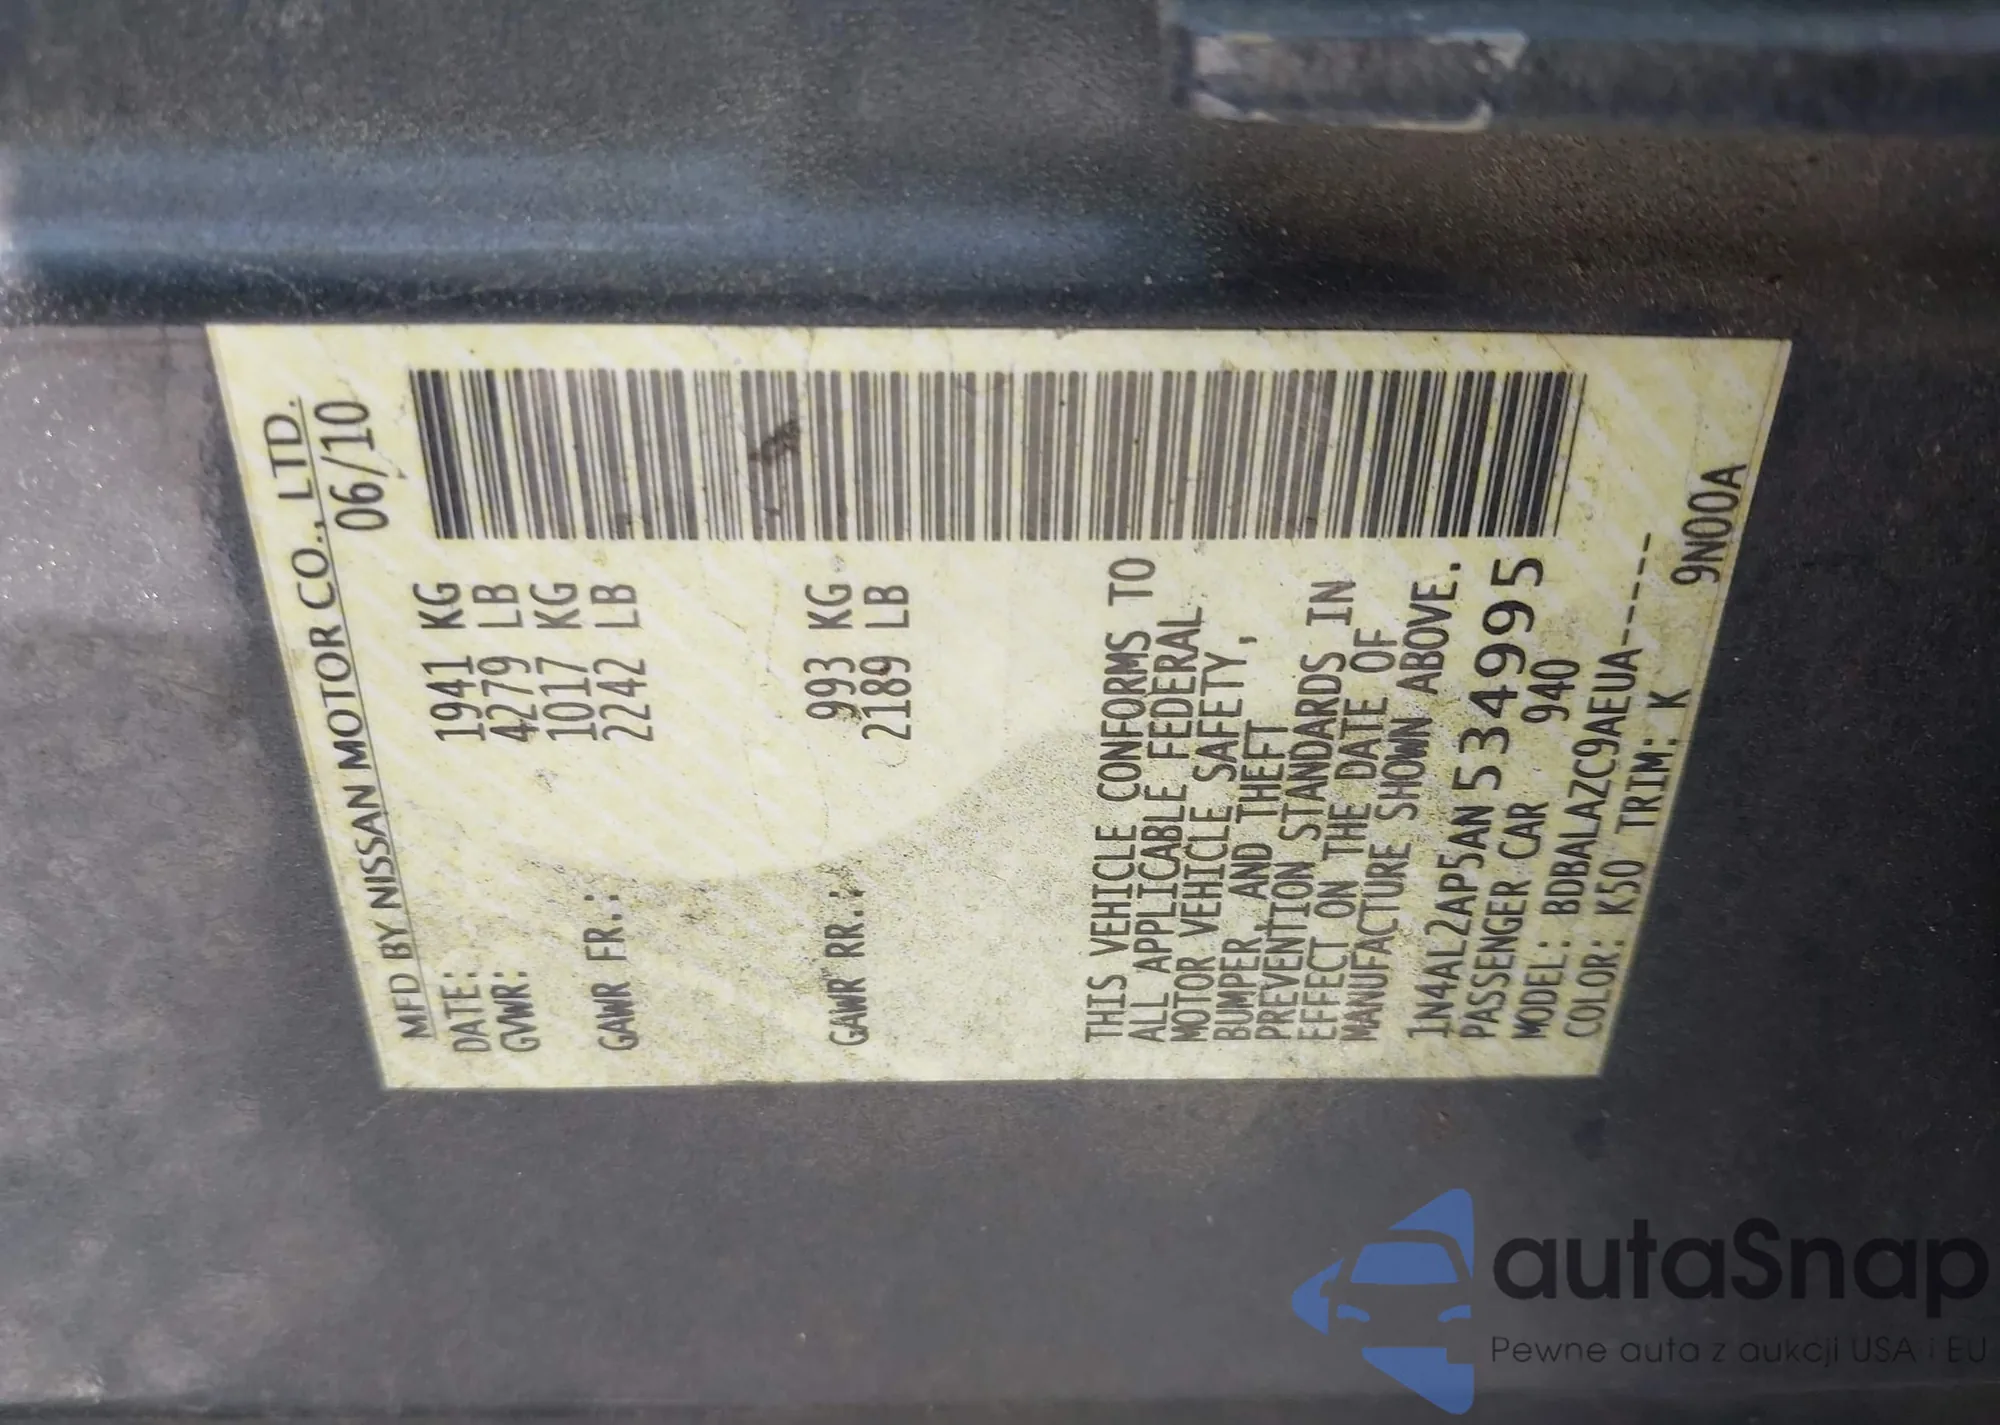 MFD BY NISSAN MOTOR CO., LTD.
DATE: 06/10
GVWR: 1941 KG
4279 LB
GAWR FR.: 1017 KG
2242 LB
GAWR RR.: 993 KG
2189 LB
THIS VEHICLE CONFORMS TO
ALL APPLICABLE FEDERAL
MOTOR VEHICLE SAFETY,
BUMPER, AND THEFT
PREVENTION STANDARDS IN
EFFECT ON THE DATE OF
MANUFACTURE SHOWN ABOVE.
1N4AL2AP5AN534995
PASSENGER CAR 940
MODEL: BDBALAZC9AEUA-----
COLOR: K50 TRIM: K 9N00A
autaSnap
Pewne auta z aukcji USA i EU